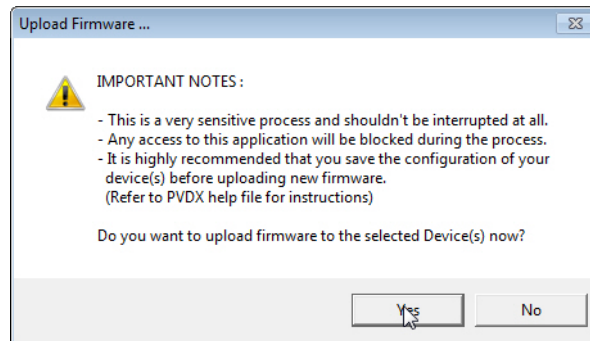 Upload Firmware ...
IMPORTANT NOTES :
- This is a very sensitive process and shouldn't be interrupted at all.
- Any access to this application will be blocked during the process.
- It is highly recommended that you save the configuration of your
device(s) before uploading new firmware.
(Refer to PVDX help file for instructions)
Do you want to upload firmware to the selected Device(s) now?
Yes
No